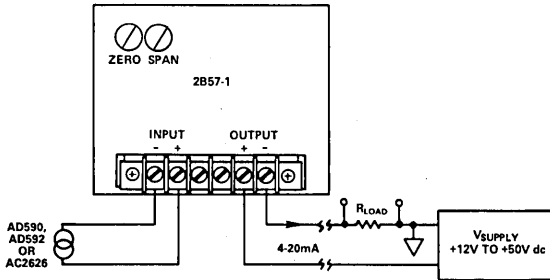 ZERO SPAN
2B57-1
INPUT OUTPUT
- + + -
AD590,
AD592
OR
AC2626
RLOAD
4-20mA
VSUPPLY
+12V TO +50V dc